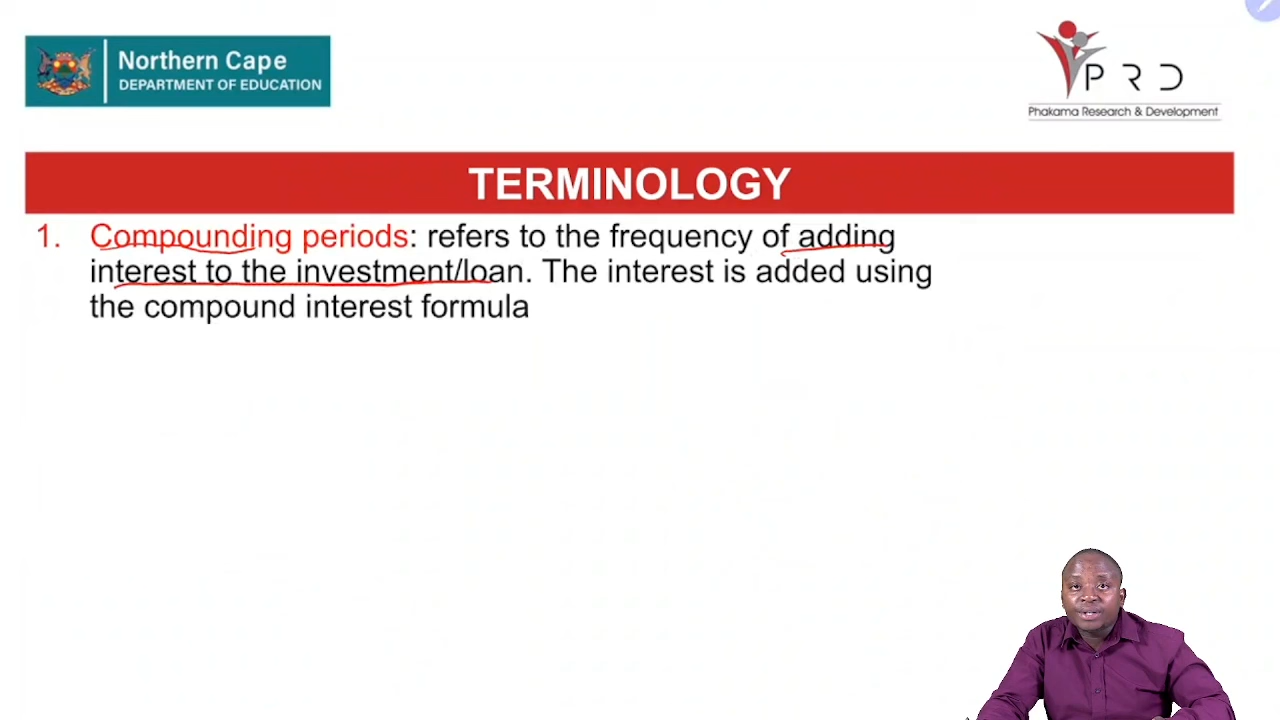 Northern Cape
DEPARTMENT OF EDUCATION
PRD
Phakama Research & Development
TERMINOLOGY
1. Compounding periods: refers to the frequency of adding
interest to the investment/loan. The interest is added using
the compound interest formula